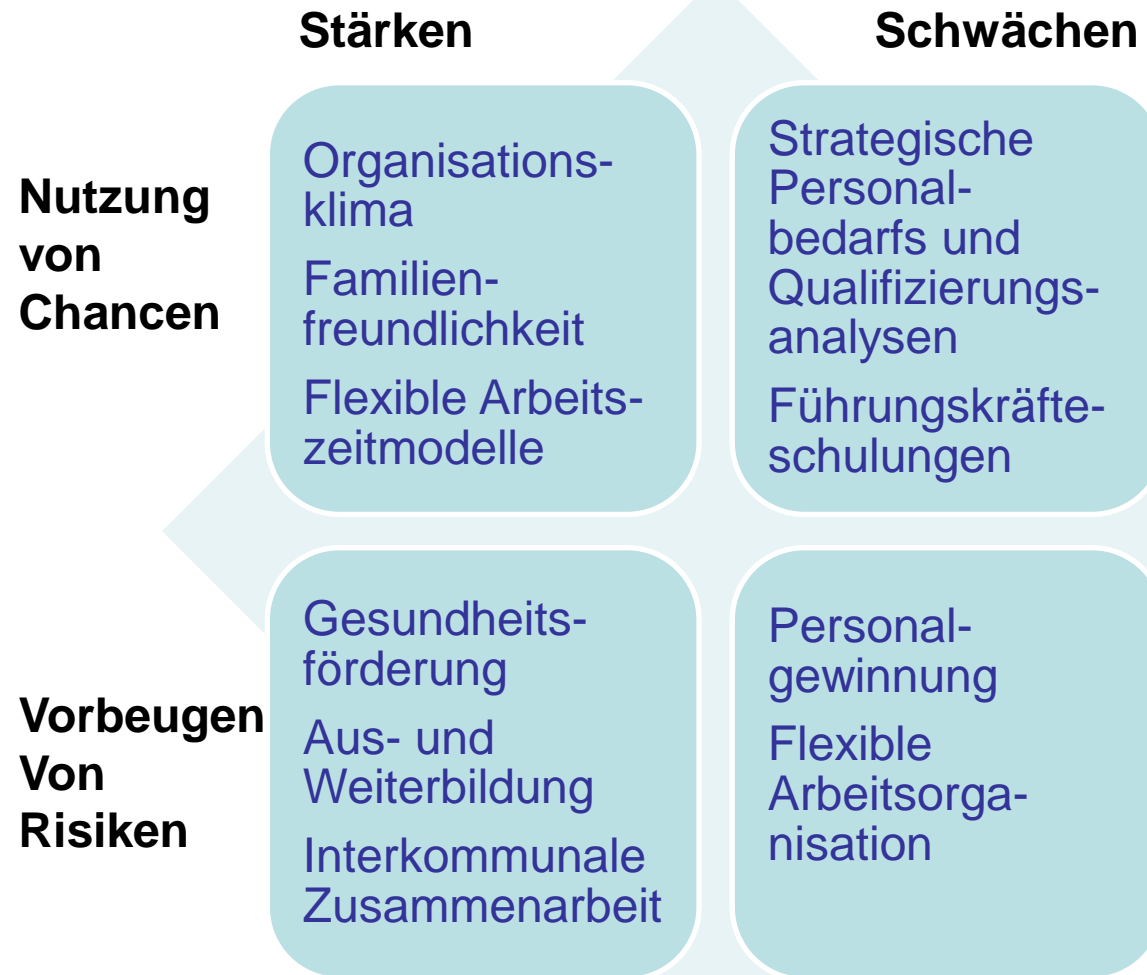 Stärken
Schwächen
Nutzung
von
Chancen
Organisations-
klima
Familien-
freundlichkeit
Flexible Arbeits-
zeitmodelle
Strategische
Personal-
bedarfs und
Qualifizierungs-
analysen
Führungskräfte-
schulungen
Vorbeugen
Von
Risiken
Gesundheits-
förderung
Aus- und
Weiterbildung
Interkommunale
Zusammenarbeit
Personal-
gewinnung
Flexible
Arbeitsorga-
nisation